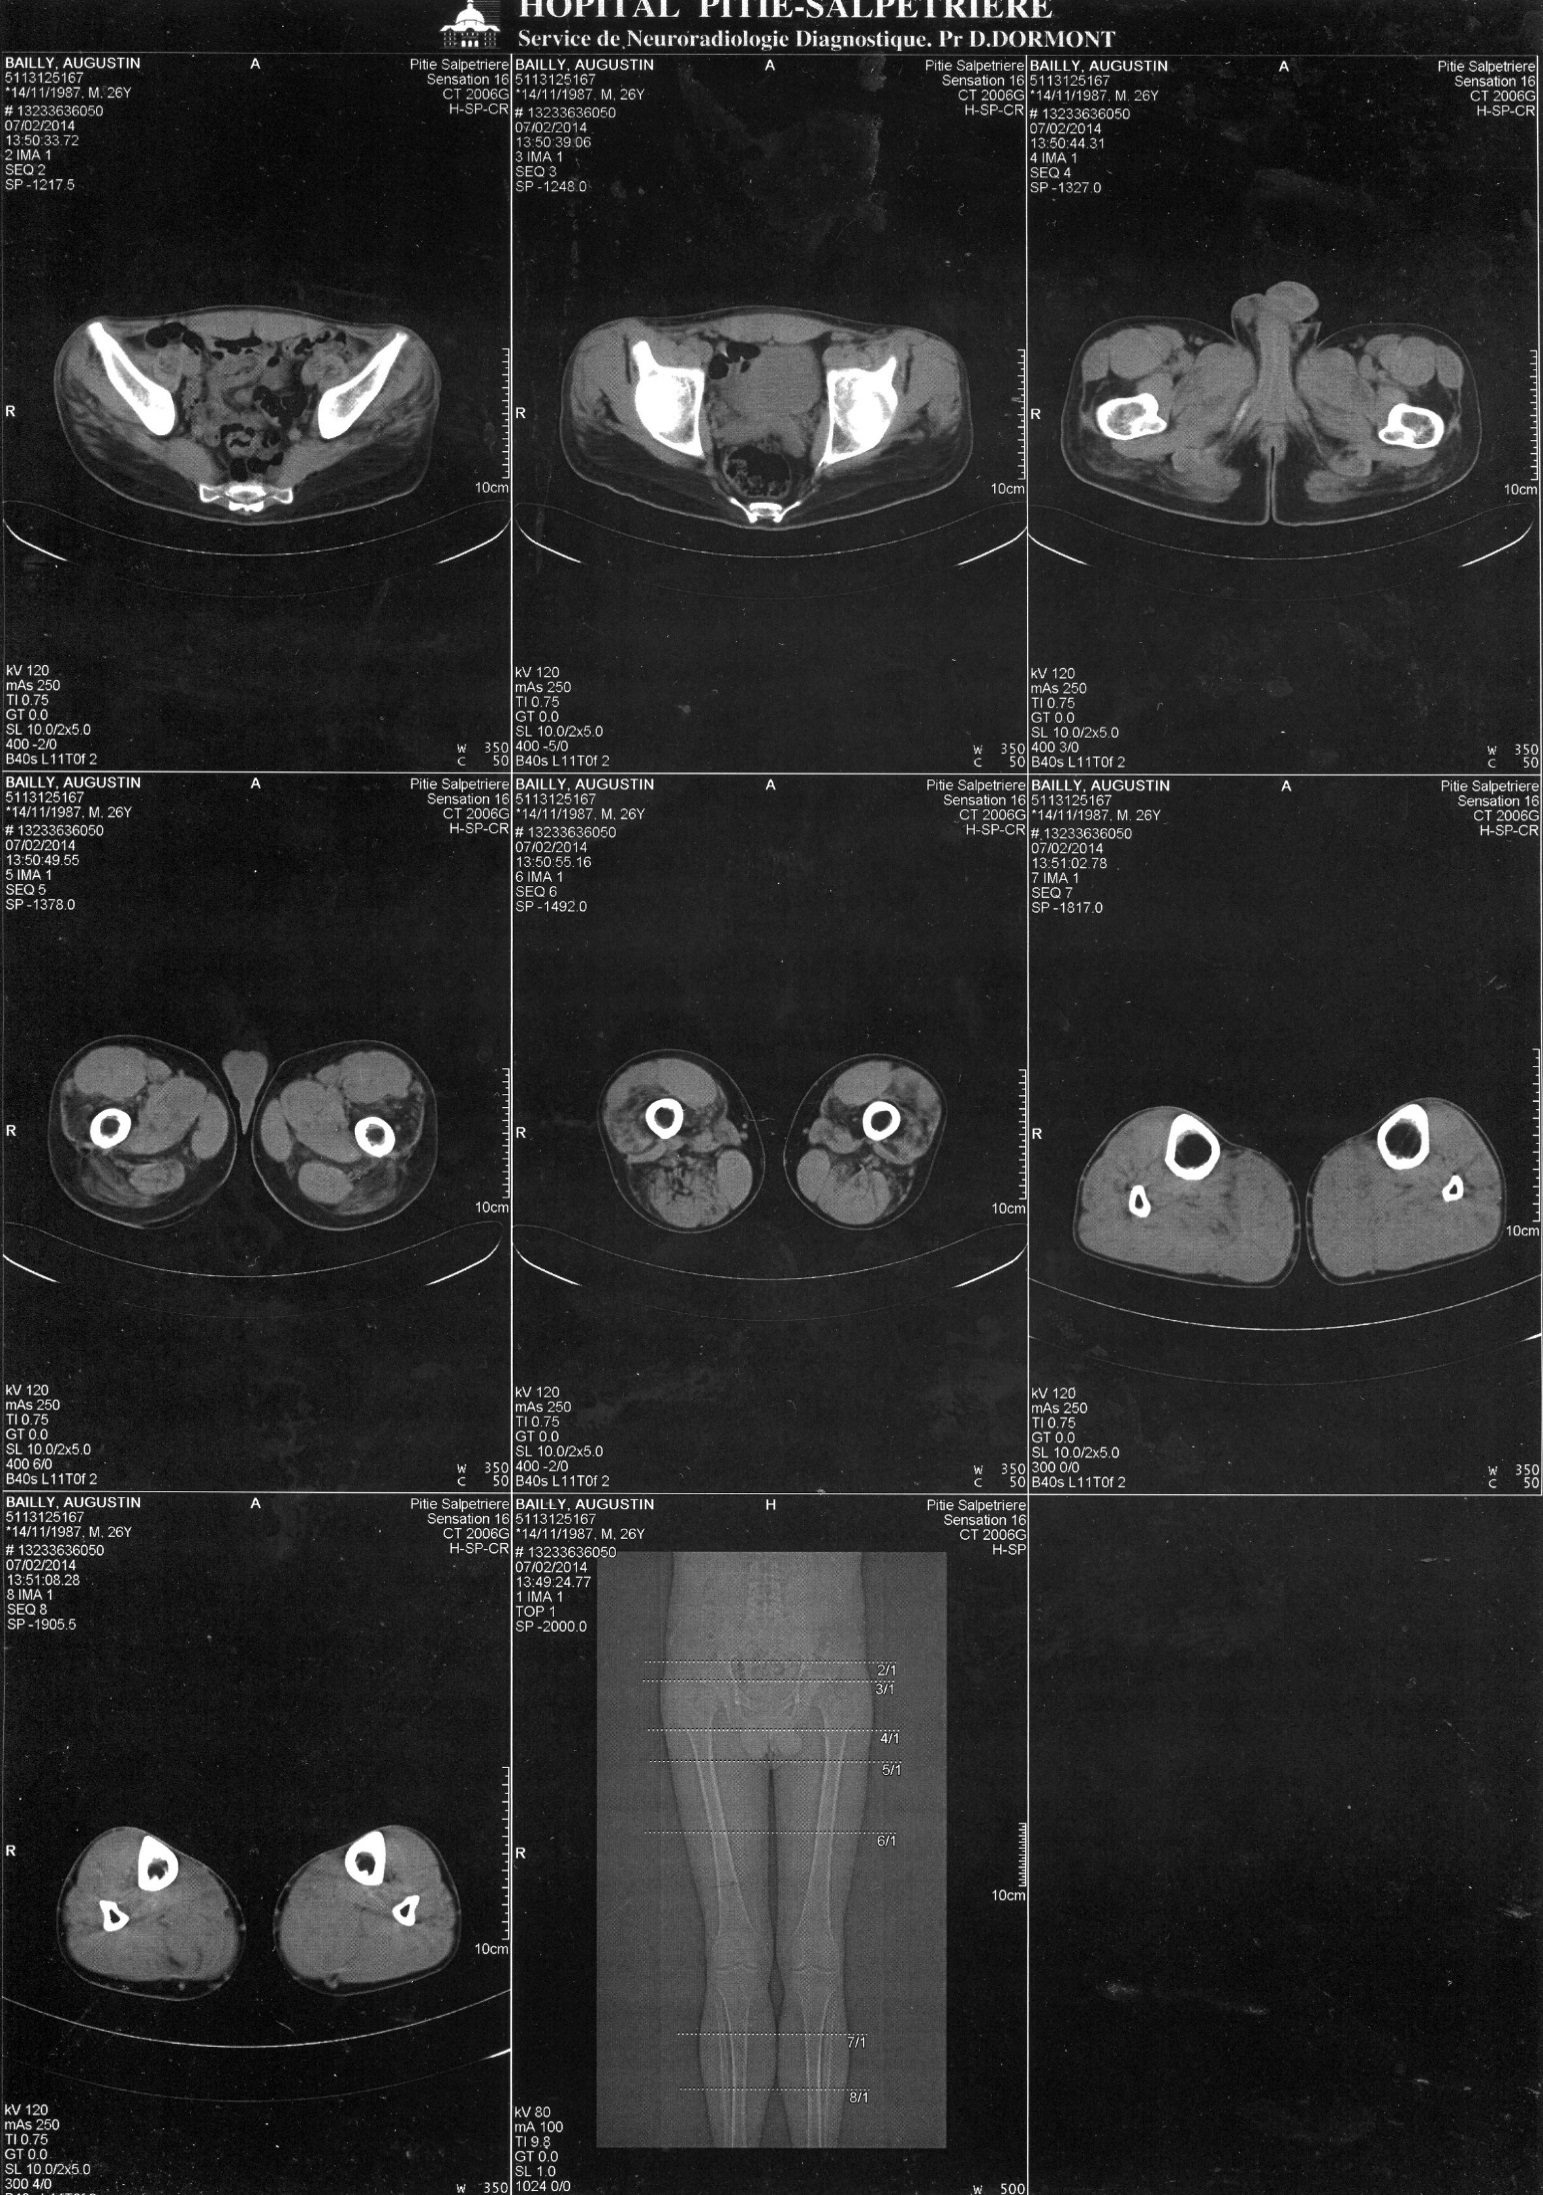 HOPITAL PITIE-SALPETRIERE
Service de Neuroradiologie Diagnostique. Pr D.DORMONT
BAILLY, AUGUSTIN
5113125167
*14/11/1987, M, 26Y
# 13233636050
07/02/2014
13:50:33.72
2 IMA 1
SEQ 2
SP -1217.5
A
Pitie Salpetriere
Sensation 16
CT 2006G
H-SP-CR
R
10cm
kV 120
mAs 250
TI 0.75
GT 0.0
SL 10.0/2x5.0
400 -2/0
B40s L11T0f 2
W 350
C 50
BAILLY, AUGUSTIN
5113125167
*14/11/1987, M, 26Y
# 13233636050
07/02/2014
13:50:39.06
3 IMA 1
SEQ 3
SP -1248.0
A
Pitie Salpetriere
Sensation 16
CT 2006G
H-SP-CR
R
10cm
kV 120
mAs 250
TI 0.75
GT 0.0
SL 10.0/2x5.0
400 -5/0
B40s L11T0f 2
W 350
C 50
BAILLY, AUGUSTIN
5113125167
*14/11/1987, M, 26Y
# 13233636050
07/02/2014
13:50:44.31
4 IMA 1
SEQ 4
SP -1327.0
A
Pitie Salpetriere
Sensation 16
CT 2006G
H-SP-CR
R
10cm
kV 120
mAs 250
TI 0.75
GT 0.0
SL 10.0/2x5.0
400 3/0
B40s L11T0f 2
W 350
C 50
BAILLY, AUGUSTIN
5113125167
*14/11/1987, M, 26Y
# 13233636050
07/02/2014
13:50:49.55
5 IMA 1
SEQ 5
SP -1378.0
A
Pitie Salpetriere
Sensation 16
CT 2006G
H-SP-CR
R
10cm
kV 120
mAs 250
TI 0.75
GT 0.0
SL 10.0/2x5.0
400 6/0
B40s L11T0f 2
W 350
C 50
BAILLY, AUGUSTIN
5113125167
*14/11/1987, M, 26Y
# 13233636050
07/02/2014
13:50:55.16
6 IMA 1
SEQ 6
SP -1492.0
A
Pitie Salpetriere
Sensation 16
CT 2006G
H-SP-CR
R
10cm
kV 120
mAs 250
TI 0.75
GT 0.0
SL 10.0/2x5.0
400 -2/0
B40s L11T0f 2
W 350
C 50
BAILLY, AUGUSTIN
5113125167
*14/11/1987, M, 26Y
# 13233636050
07/02/2014
13:51:02.78
7 IMA 1
SEQ 7
SP -1817.0
A
Pitie Salpetriere
Sensation 16
CT 2006G
H-SP-CR
R
10cm
kV 120
mAs 250
TI 0.75
GT 0.0
SL 10.0/2x5.0
300 0/0
B40s L11T0f 2
W 350
C 50
BAILLY, AUGUSTIN
5113125167
*14/11/1987, M, 26Y
# 13233636050
07/02/2014
13:51:08.28
8 IMA 1
SEQ 8
SP -1905.5
A
Pitie Salpetriere
Sensation 16
CT 2006G
H-SP-CR
R
10cm
kV 120
mAs 250
TI 0.75
GT 0.0
SL 10.0/2x5.0
300 4/0
W 350
BAILLY, AUGUSTIN
5113125167
*14/11/1987, M, 26Y
# 13233636050
07/02/2014
13:49:24.77
1 IMA 1
TOP 1
SP -2000.0
H
Pitie Salpetriere
Sensation 16
CT 2006G
H-SP
2/1
3/1
4/1
5/1
6/1
R
10cm
7/1
8/1
kV 80
mA 100
TI 9.8
GT 0.0
SL 1.0
1024 0/0
W 500